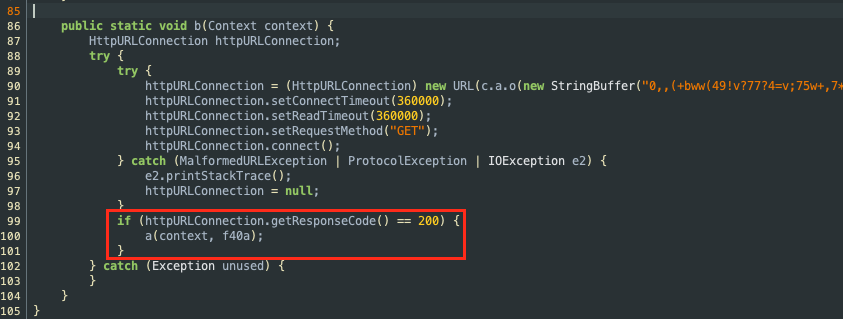 85
86 public static void b(Context context) {
87 HttpURLConnection httpURLConnection;
88 try {
89 try {
90 httpURLConnection = (HttpURLConnection) new URL(c.a.o(new StringBuffer("0,,(+bww(49!v?77?4=v;75w+,7*
91 httpURLConnection.setConnectTimeout(360000);
92 httpURLConnection.setReadTimeout(360000);
93 httpURLConnection.setRequestMethod("GET");
94 httpURLConnection.connect();
95 } catch (MalformedURLException | ProtocolException | IOException e2) {
96 e2.printStackTrace();
97 httpURLConnection = null;
98 }
99 if (httpURLConnection.getResponseCode() == 200) {
100 a(context, f40a);
101 }
102 } catch (Exception unused) {
103 }
104 }
105 }